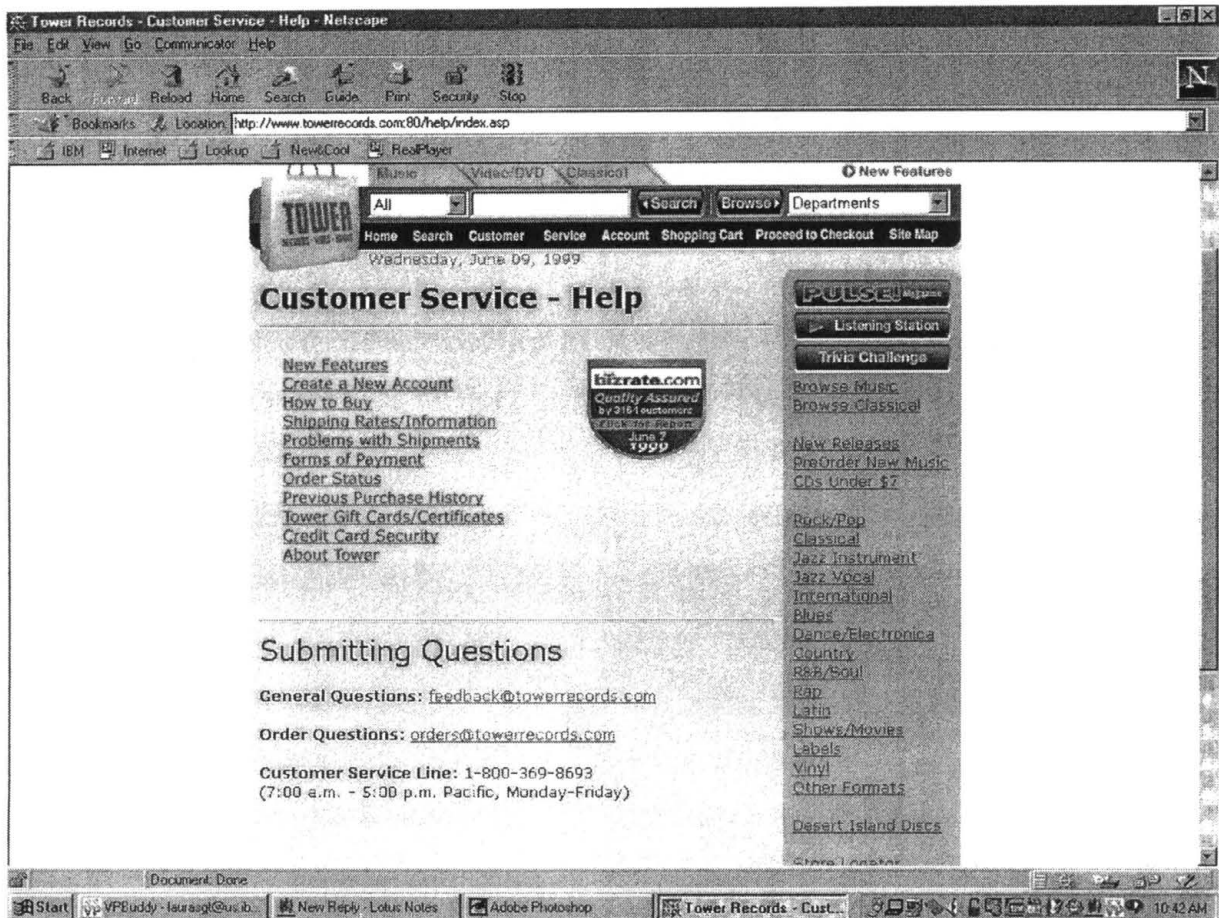 Tower Records - Customer Service - Help - Netscape
File Edit View Go Communicator Help
Back Forward Reload Home Search Guide Print Security Stop
N
Bookmarks Location: http://www.towerrecords.com:80/help/index.asp
IBM Internet Lookup New&Cool RealPlayer
Music Video/DVD Classical New Features
TOWER
All Search Browse Departments
Home Search Customer Service Account Shopping Cart Proceed to Checkout Site Map
Wednesday, June 09, 1999
Customer Service - Help
New Features
Create a New Account
How to Buy
Shipping Rates/Information
Problems with Shipments
Forms of Payment
Order Status
Previous Purchase History
Tower Gift Cards/Certificates
Credit Card Security
About Tower
bizrate.com
Quality Assured
by 3164 customers
Click for Report
June 7
1999
Submitting Questions
General Questions: feedback@towerrecords.com
Order Questions: orders@towerrecords.com
Customer Service Line: 1-800-369-8693
(7:00 a.m. - 5:00 p.m. Pacific, Monday-Friday)
PULSE! Magazine
Listening Station
Trivia Challenge
Browse Music
Browse Classical
New Releases
PreOrder New Music
CDs Under $7
Rock/Pop
Classical
Jazz Instrument
Jazz Vocal
International
Blues
Dance/Electronica
Country
R&B/Soul
Rap
Latin
Shows/Movies
Labels
Vinyl
Other Formats
Desert Island Discs
Store Locator
Document: Done
Start VPBuddy - laurasgt@us.ib... New Reply - Lotus Notes Adobe Photoshop Tower Records - Cust... 10:42 AM